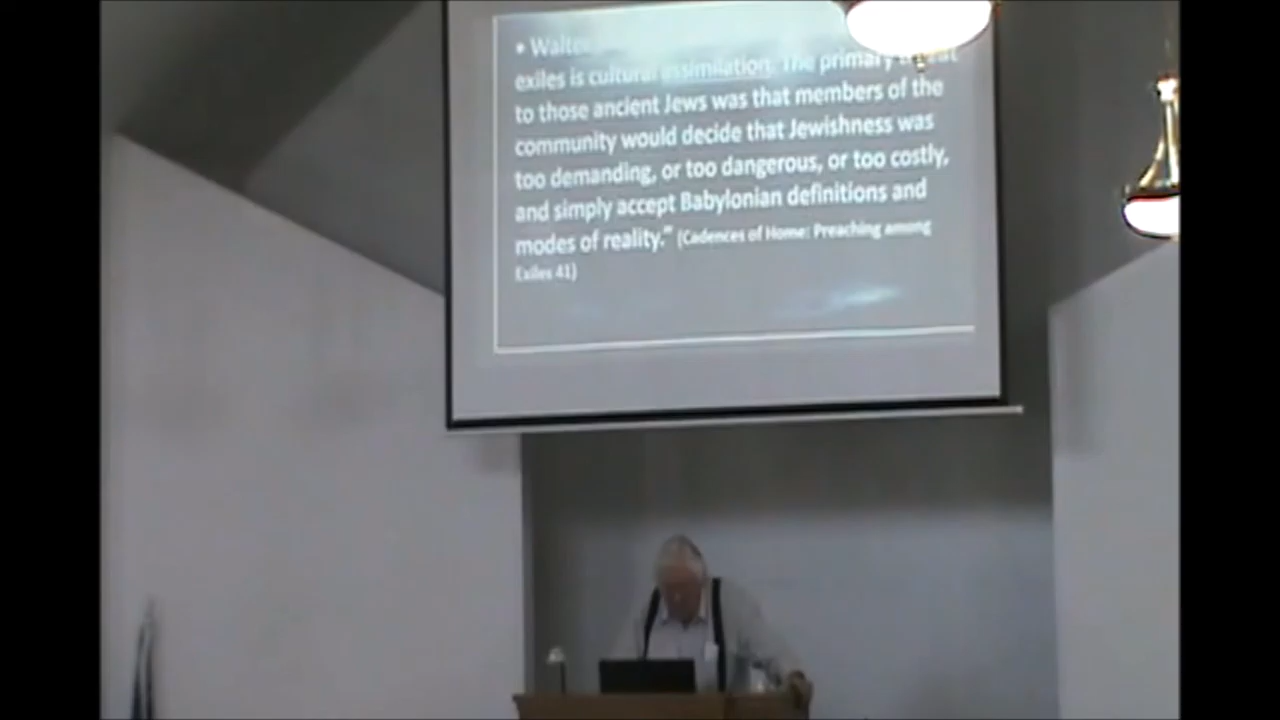 • Walte
exiles is cultural assimilation. The primary
to those ancient Jews was that members of the
community would decide that Jewishness was
too demanding, or too dangerous, or too costly,
and simply accept Babylonian definitions and
modes of reality.” (Cadences of Home: Preaching among
Exiles 41)